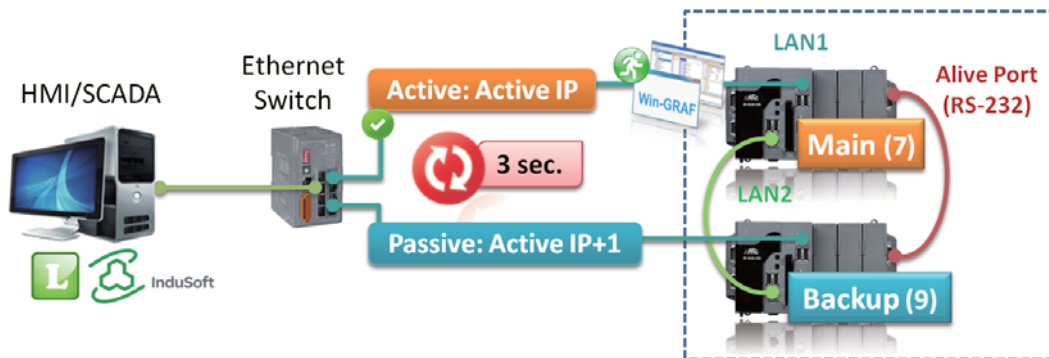 HMI/SCADA
Ethernet
Switch
Active: Active IP
Win-GRAF
LAN1
Alive Port
(RS-232)
Main (7)
3 sec.
LAN2
Passive: Active IP+1
Backup (9)
L
InduSoft